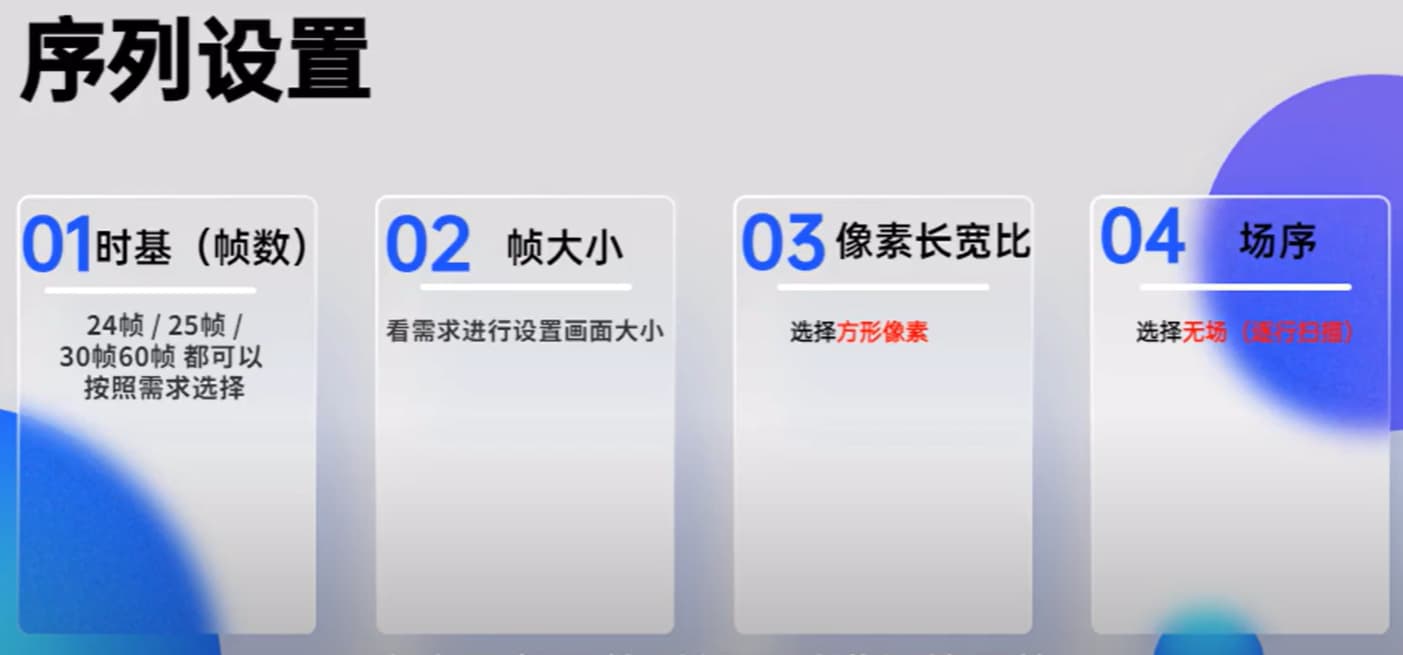 序列设置
01 时基（帧数）
24帧 / 25帧 /
30帧60帧 都可以
按照需求选择
02 帧大小
看需求进行设置画面大小
03 像素长宽比
选择方形像素
04 场序
选择无场（逐行扫描）